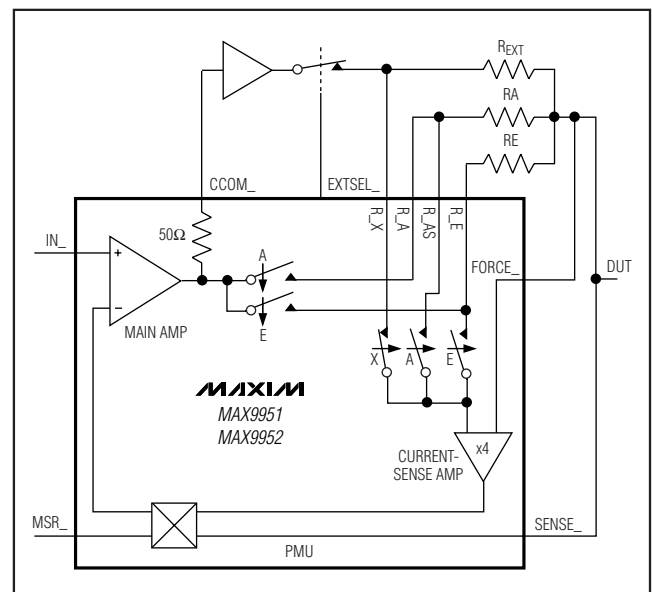 REXT
RA
RE
CCOM_
EXTSEL_
R_X
R_A
R_AS
R_E
50Ω
IN_
A
+
FORCE_
DUT
−
MAIN AMP
E
X
A
E
MAXIM
MAX9951
MAX9952
x4
CURRENT-
SENSE AMP
MSR_
SENSE_
PMU